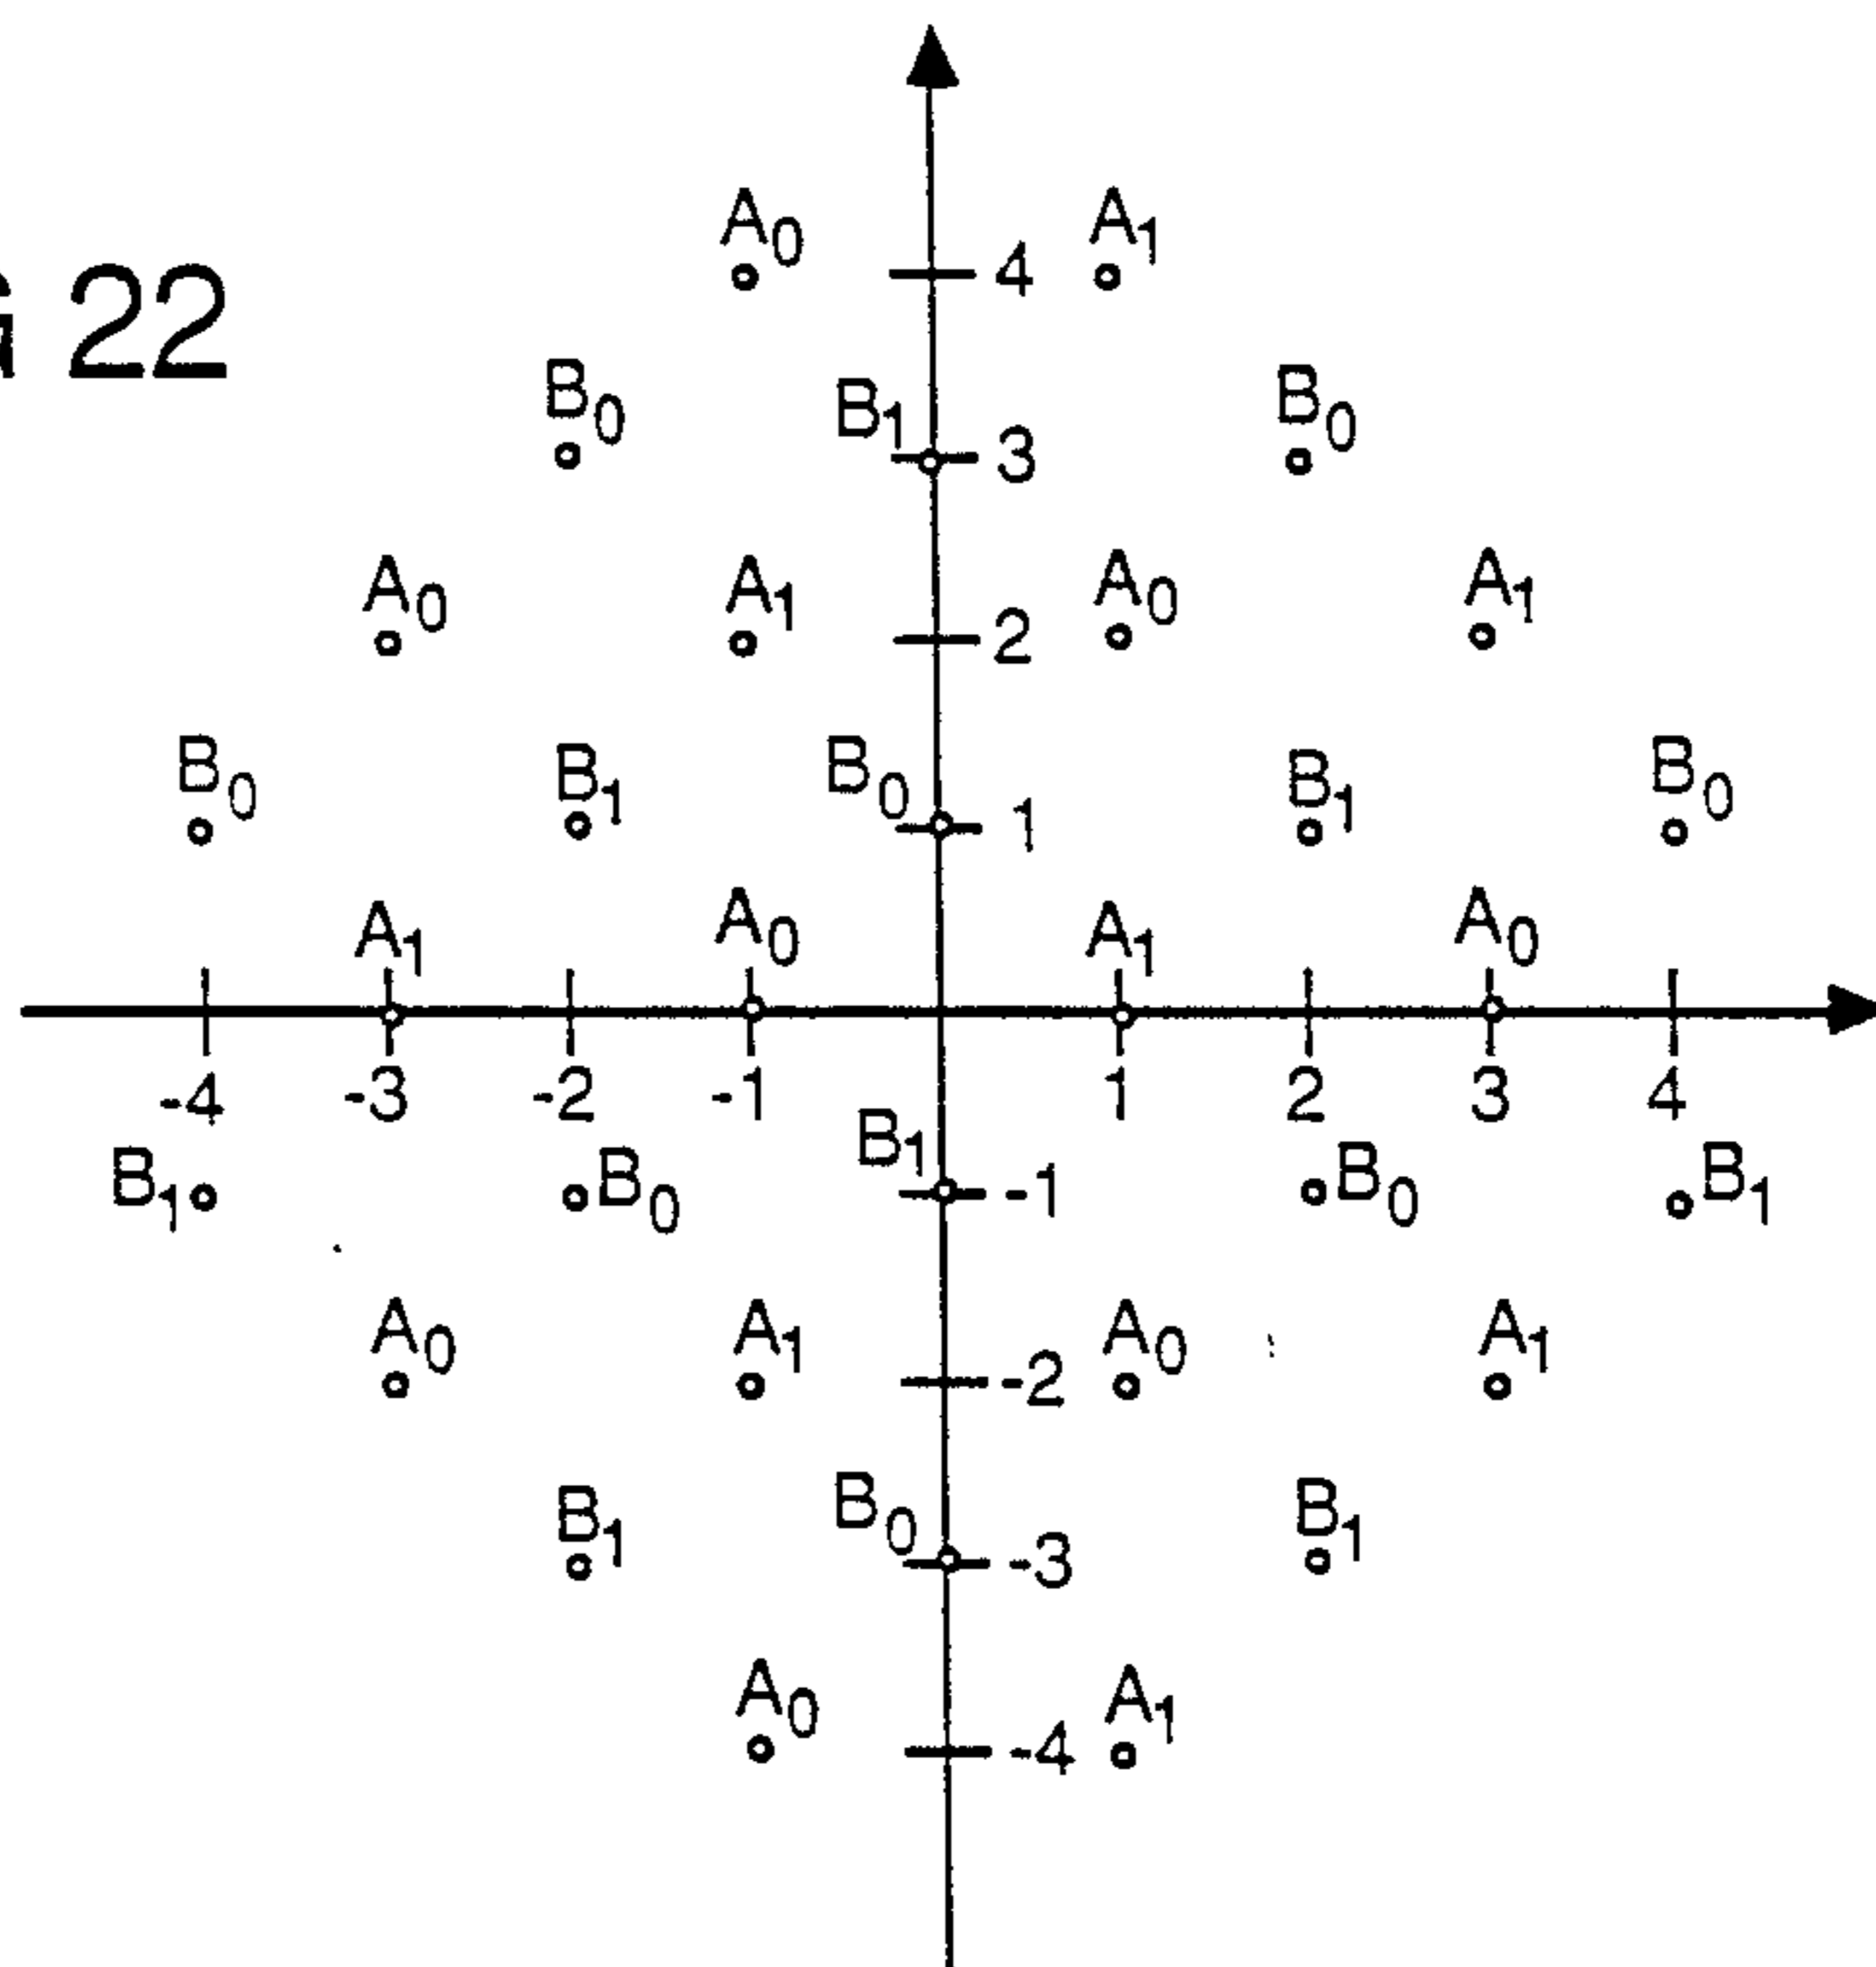 A0 A1
4
22
B0 B1 3 B0
A0 A1 2 A0 A1
B0 B1 B0 1 B1 B0
A1 A0 A1 A0
-4 -3 -2 -1 1 2 3 4
B1 B0 B1 -1 B0 B1
A0 A1 -2 A0 A1
B1 B0 -3 B1
A0 -4 A1